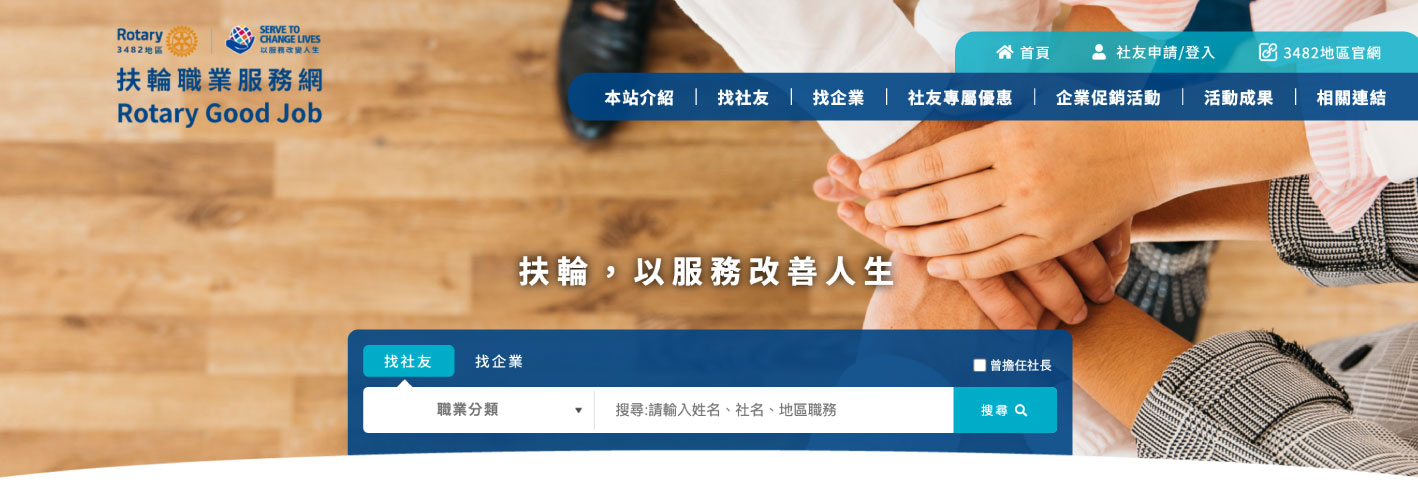 Rotary
3482地區
SERVE TO
CHANGE LIVES
以服務改變人生
扶輪職業服務網
Rotary Good Job
首頁
社友申請/登入
3482地區官網
本站介紹
找社友
找企業
社友專屬優惠
企業促銷活動
活動成果
相關連結
扶輪，以服務改善人生
找社友
找企業
曾擔任社長
職業分類
搜尋:請輸入姓名、社名、地區職務
搜尋